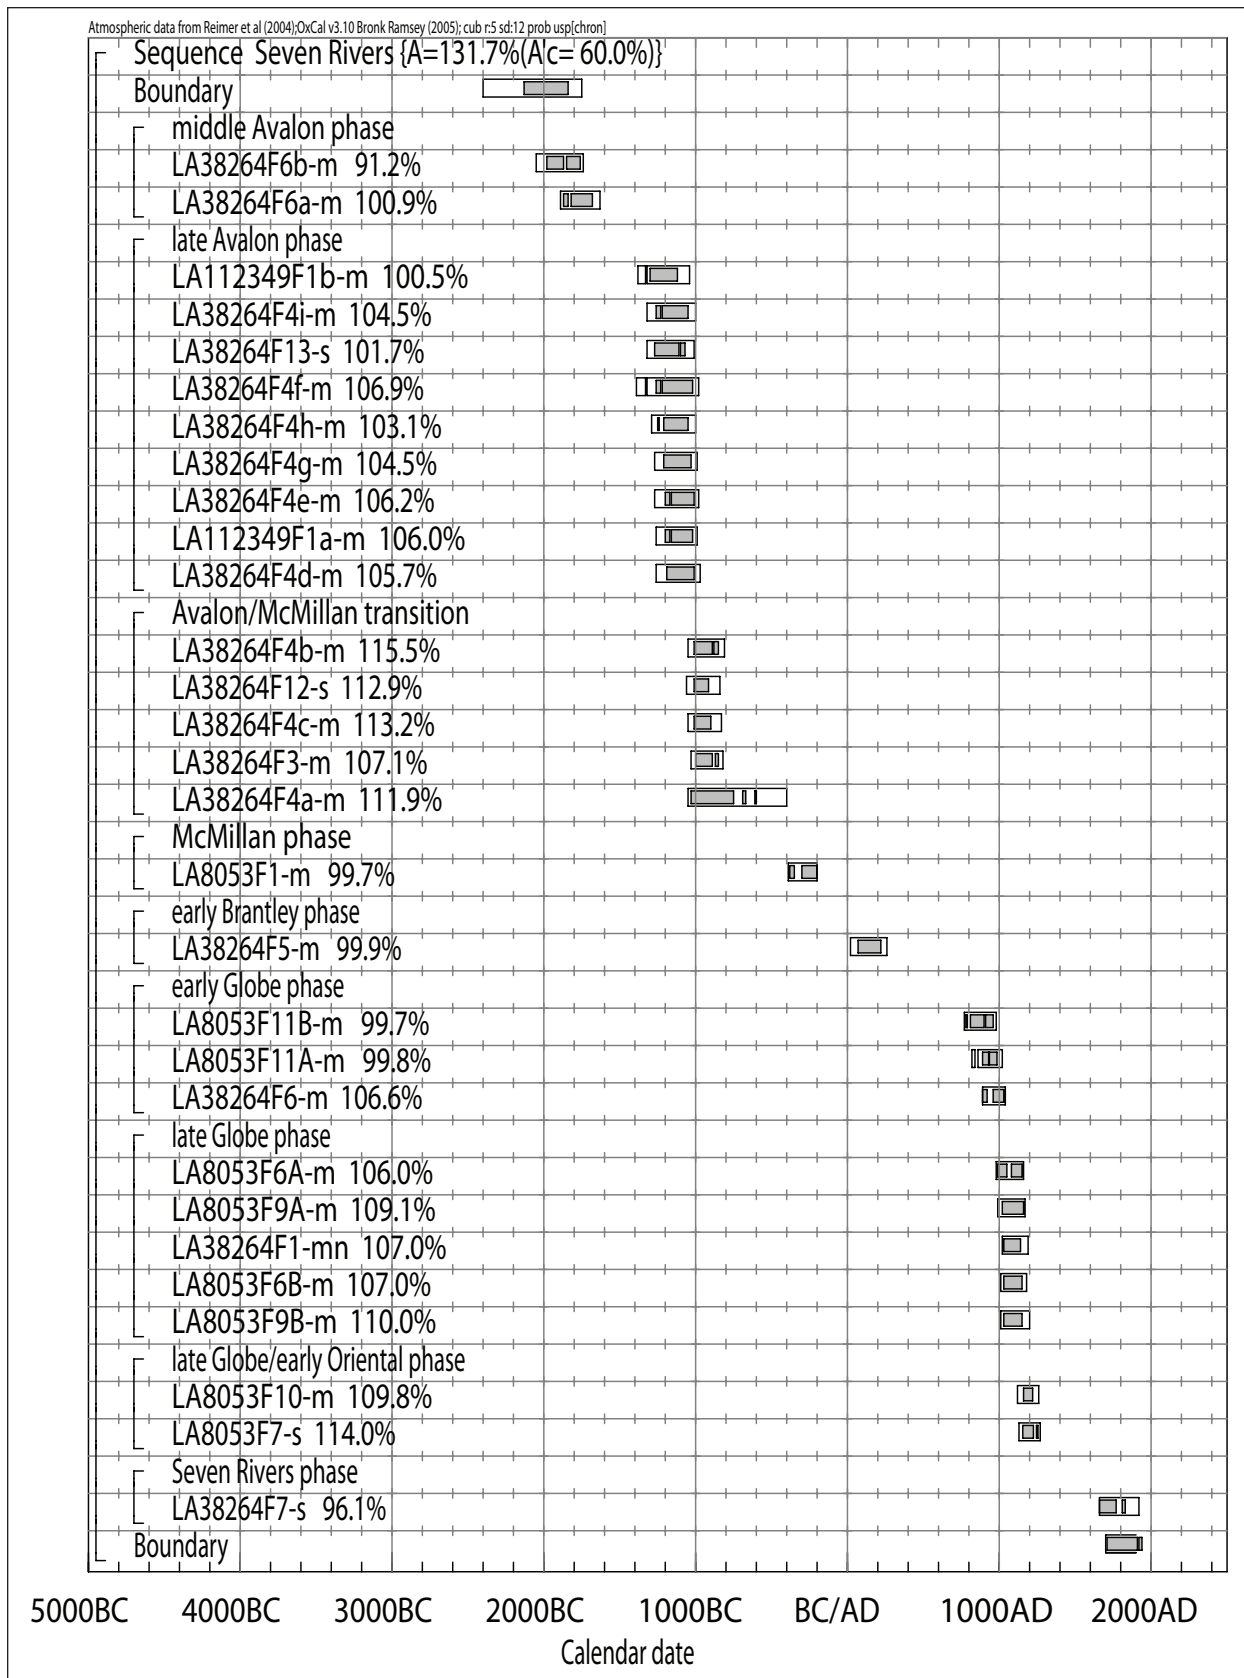 Atmospheric data from Reimer et al (2004);OxCal v3.10 Bronk Ramsey (2005); cub r:5 sd:12 prob usp[chron]
Sequence Seven Rivers {A=131.7%(A'c= 60.0%)}
Boundary
middle Avalon phase
LA38264F6b-m 91.2%
LA38264F6a-m 100.9%
late Avalon phase
LA112349F1b-m 100.5%
LA38264F4i-m 104.5%
LA38264F13-s 101.7%
LA38264F4f-m 106.9%
LA38264F4h-m 103.1%
LA38264F4g-m 104.5%
LA38264F4e-m 106.2%
LA112349F1a-m 106.0%
LA38264F4d-m 105.7%
Avalon/McMillan transition
LA38264F4b-m 115.5%
LA38264F12-s 112.9%
LA38264F4c-m 113.2%
LA38264F3-m 107.1%
LA38264F4a-m 111.9%
McMillan phase
LA8053F1-m 99.7%
early Brantley phase
LA38264F5-m 99.9%
early Globe phase
LA8053F11B-m 99.7%
LA8053F11A-m 99.8%
LA38264F6-m 106.6%
late Globe phase
LA8053F6A-m 106.0%
LA8053F9A-m 109.1%
LA38264F1-mn 107.0%
LA8053F6B-m 107.0%
LA8053F9B-m 110.0%
late Globe/early Oriental phase
LA8053F10-m 109.8%
LA8053F7-s 114.0%
Seven Rivers phase
LA38264F7-s 96.1%
Boundary
5000BC 4000BC 3000BC 2000BC 1000BC BC/AD 1000AD 2000AD
Calendar date